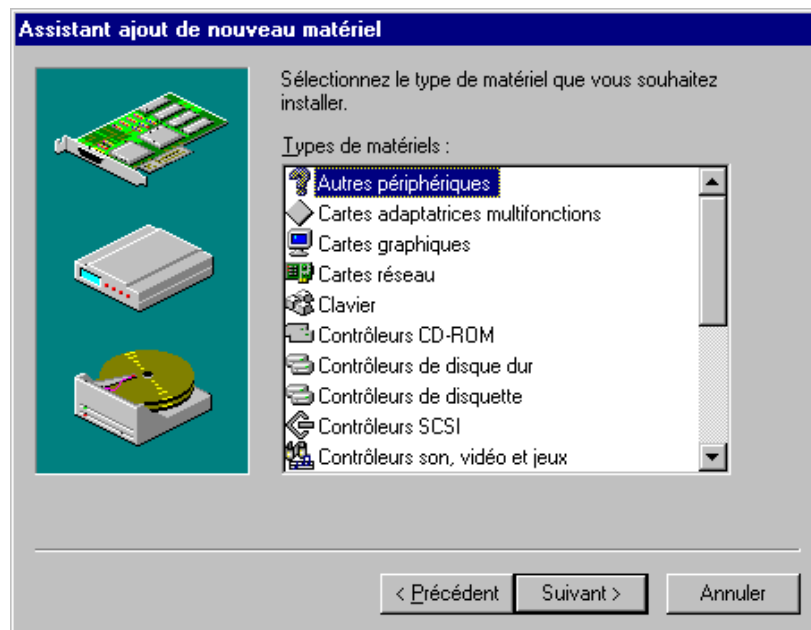 Assistant ajout de nouveau matériel
Sélectionnez le type de matériel que vous souhaitez
installer.
Types de matériels :
Autres périphériques
Cartes adaptatrices multifonctions
Cartes graphiques
Cartes réseau
Clavier
Contrôleurs CD-ROM
Contrôleurs de disque dur
Contrôleurs de disquette
Contrôleurs SCSI
Contrôleurs son, vidéo et jeux
< Précédent
Suivant >
Annuler